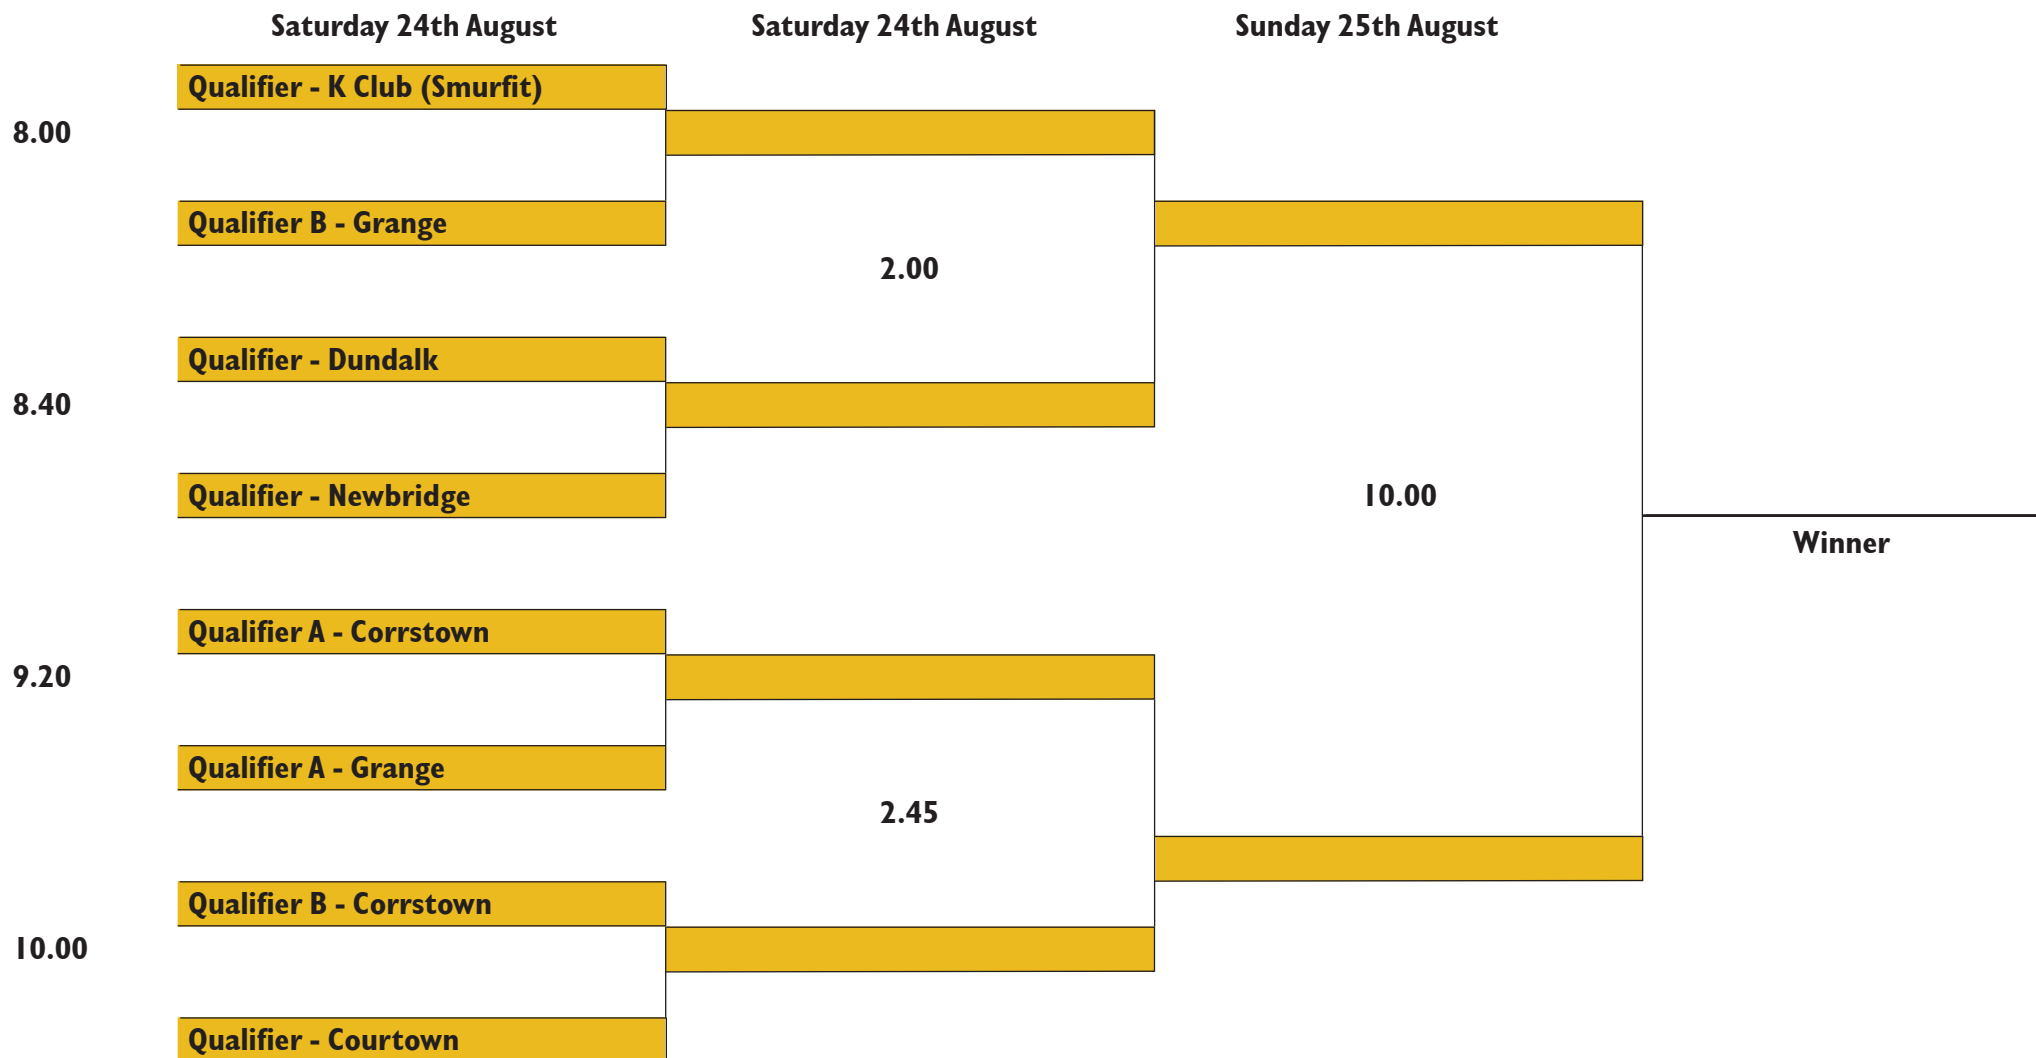 Saturday 24th August
Saturday 24th August
Sunday 25th August
Qualifier - K Club (Smurfit)
8.00
Qualifier B - Grange
2.00
Qualifier - Dundalk
8.40
Qualifier - Newbridge
10.00
Winner
Qualifier A - Corrstown
9.20
Qualifier A - Grange
2.45
Qualifier B - Corrstown
10.00
Qualifier - Courtown